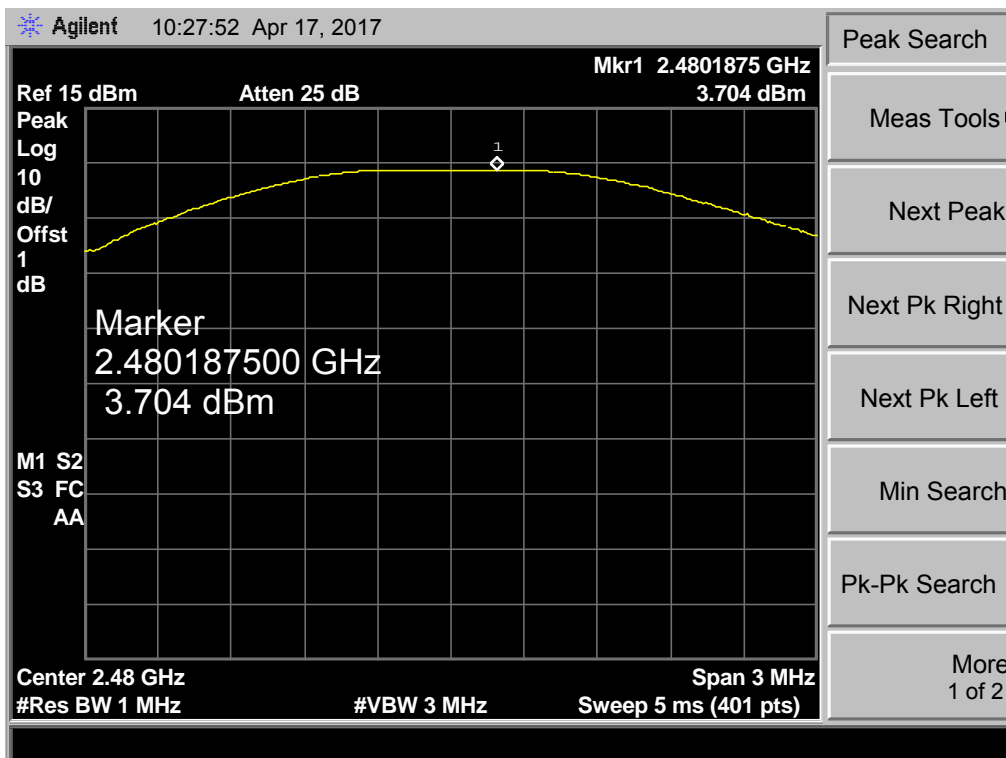 Agilent 10:27:52 Apr 17, 2017
Peak Search
Mkr1 2.4801875 GHz
Ref 15 dBm Atten 25 dB 3.704 dBm
Peak
Log
10
dB/
Offst
1
dB
1
Marker
2.480187500 GHz
3.704 dBm
M1 S2
S3 FC
AA
Center 2.48 GHz Span 3 MHz
#Res BW 1 MHz #VBW 3 MHz Sweep 5 ms (401 pts)
Meas Tools
Next Peak
Next Pk Right
Next Pk Left
Min Search
Pk-Pk Search
More
1 of 2